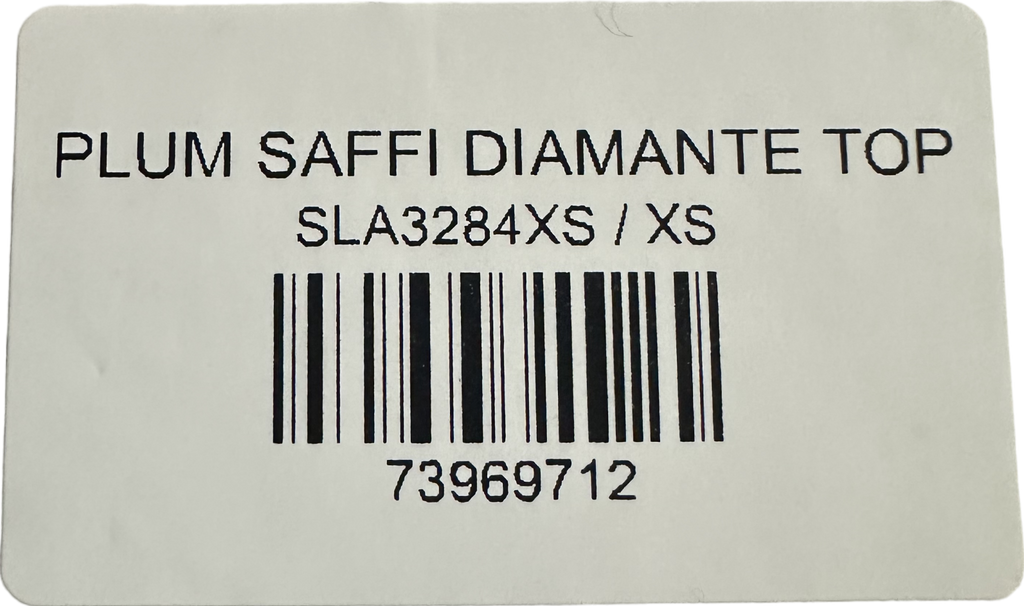 PLUM SAFFI DIAMANTE TOP
SLA3284XS / XS
73969712